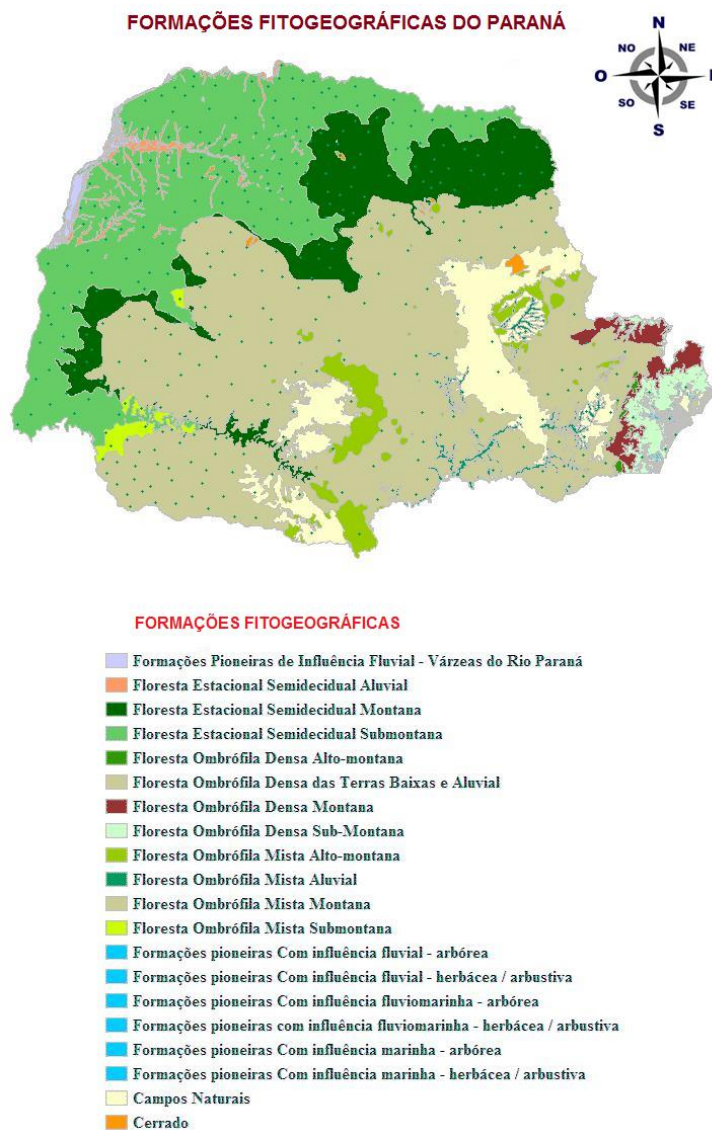 FORMAÇÕES FITOGEOGRÁFICAS DO PARANÁ
N
NO
NE
O
SO
SE
S
FORMAÇÕES FITOGEOGRÁFICAS
Formações Pioneiras de Influência Fluvial - Várzeas do Rio Paraná
Floresta Estacional Semidecidual Aluvial
Floresta Estacional Semidecidual Montana
Floresta Estacional Semidecidual Submontana
Floresta Ombrófila Densa Alto-montana
Floresta Ombrófila Densa das Terras Baixas e Aluvial
Floresta Ombrófila Densa Montana
Floresta Ombrófila Densa Sub-Montana
Floresta Ombrófila Mista Alto-montana
Floresta Ombrófila Mista Aluvial
Floresta Ombrófila Mista Montana
Floresta Ombrófila Mista Submontana
Formações pioneiras Com influência fluvial - arbórea
Formações pioneiras Com influência fluvial - herbácea / arbustiva
Formações pioneiras Com influência fluviomarinha - arbórea
Formações pioneiras com influência fluviomarinha - herbácea / arbustiva
Formações pioneiras Com influência marinha - arbórea
Formações pioneiras Com influência marinha - herbácea / arbustiva
Campos Naturais
Cerrado